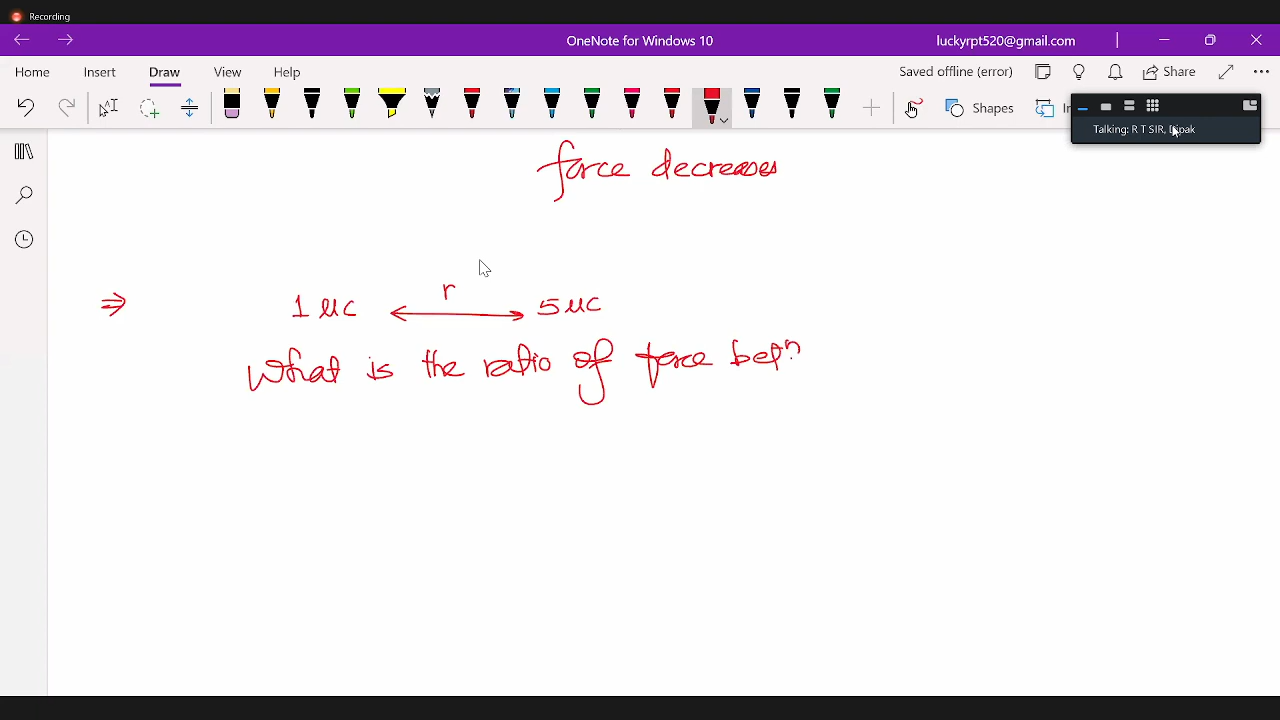 Recording
OneNote for Windows 10
luckyrpt520@gmail.com
Home Insert Draw View Help
Saved offline (error)
Share
Shapes
Talking: R T SIR, Dipak
force decreases
⇒ 1 μc r 5 μc
What is the ratio of force betⁿ